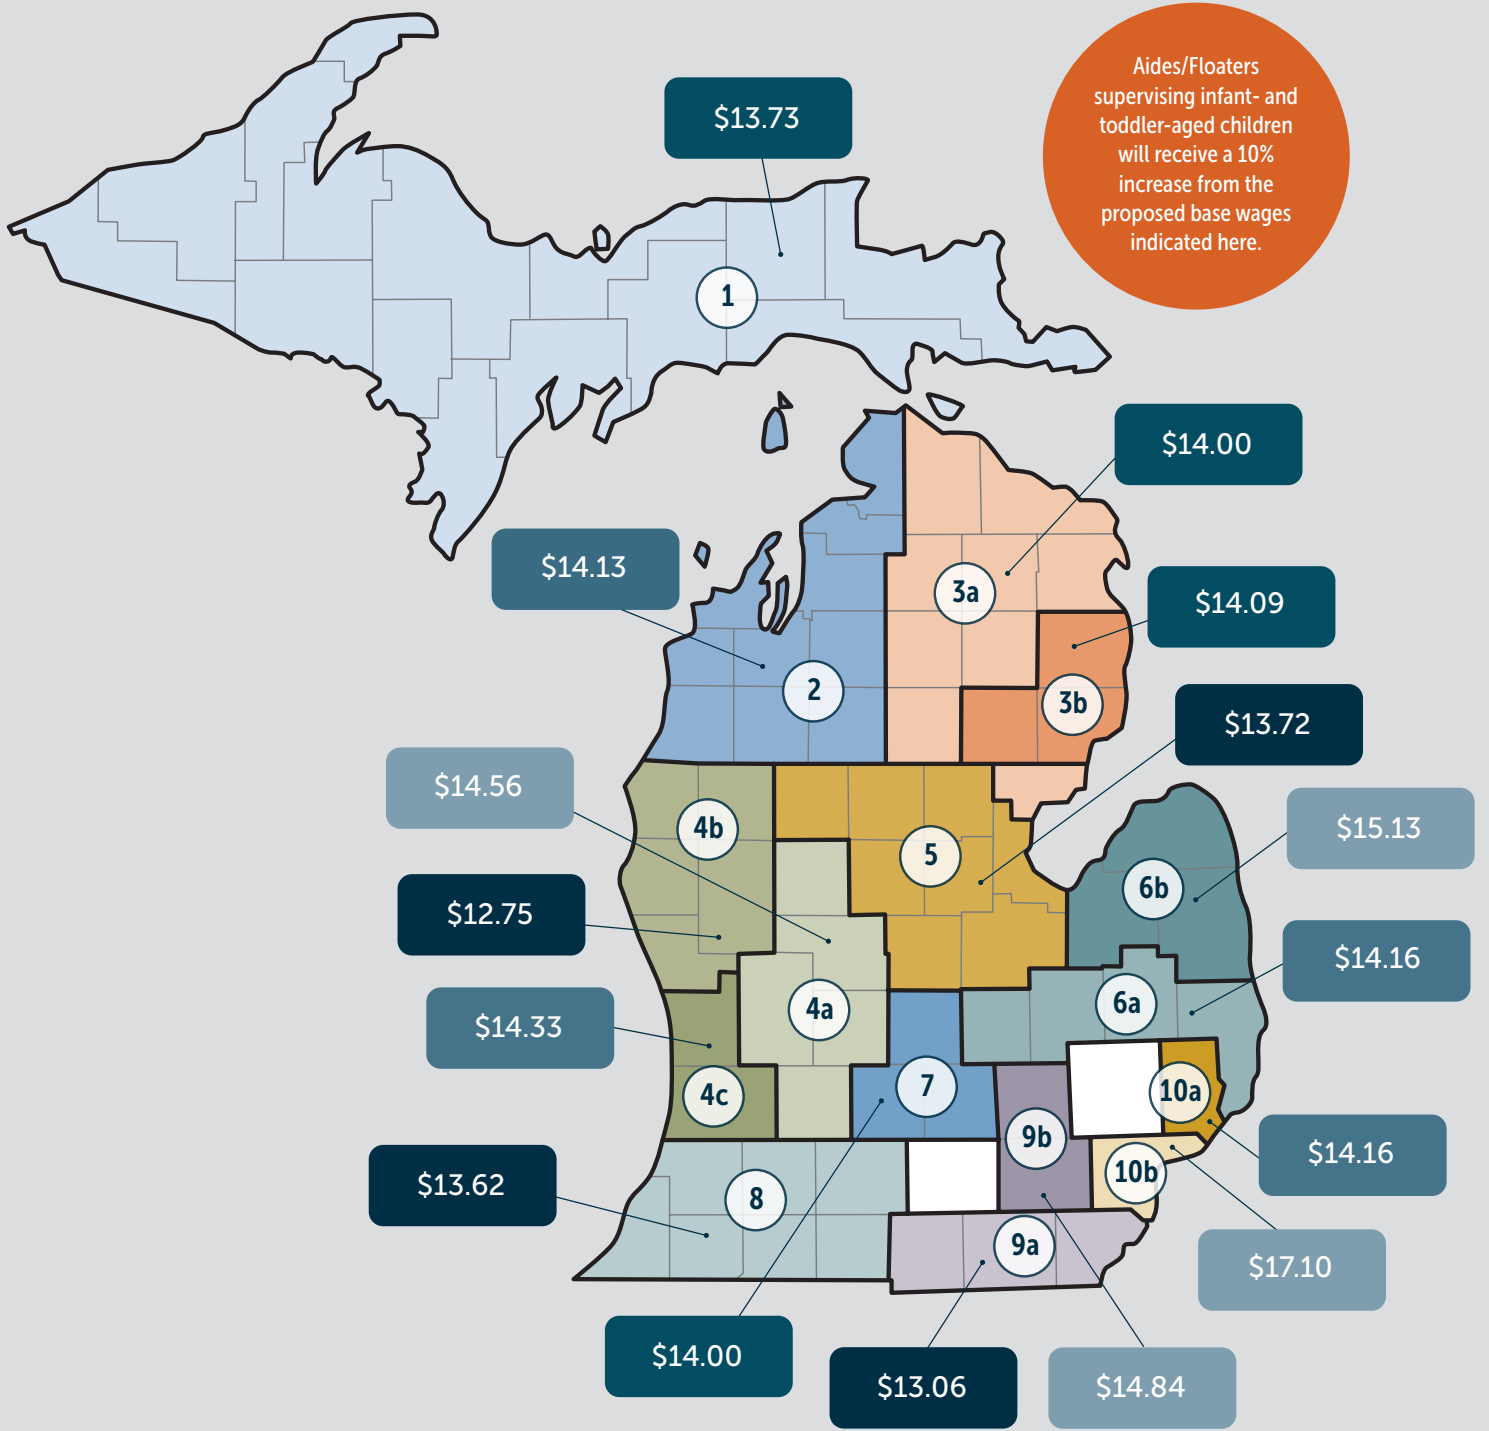 Aides/Floaters
supervising infant- and
toddler-aged children
will receive a 10%
increase from the
proposed base wages
indicated here.
$13.73
1
$14.00
$14.13
3a
$14.09
2
3b
$13.72
$14.56
4b
5
$15.13
6b
$12.75
$14.16
4a
6a
$14.33
4c
7
10a
9b
$14.16
10b
$13.62
8
9a
$17.10
$14.00
$13.06
$14.84